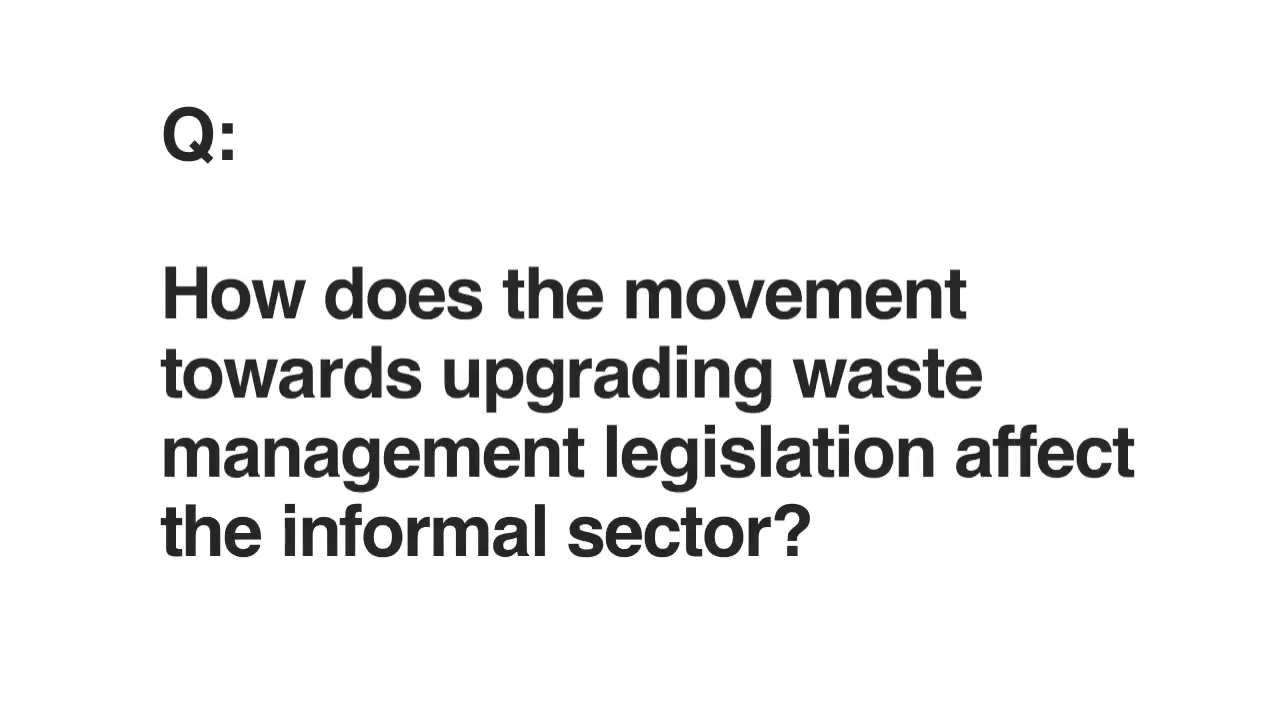 Q:
How does the movement
towards upgrading waste
management legislation affect
the informal sector?